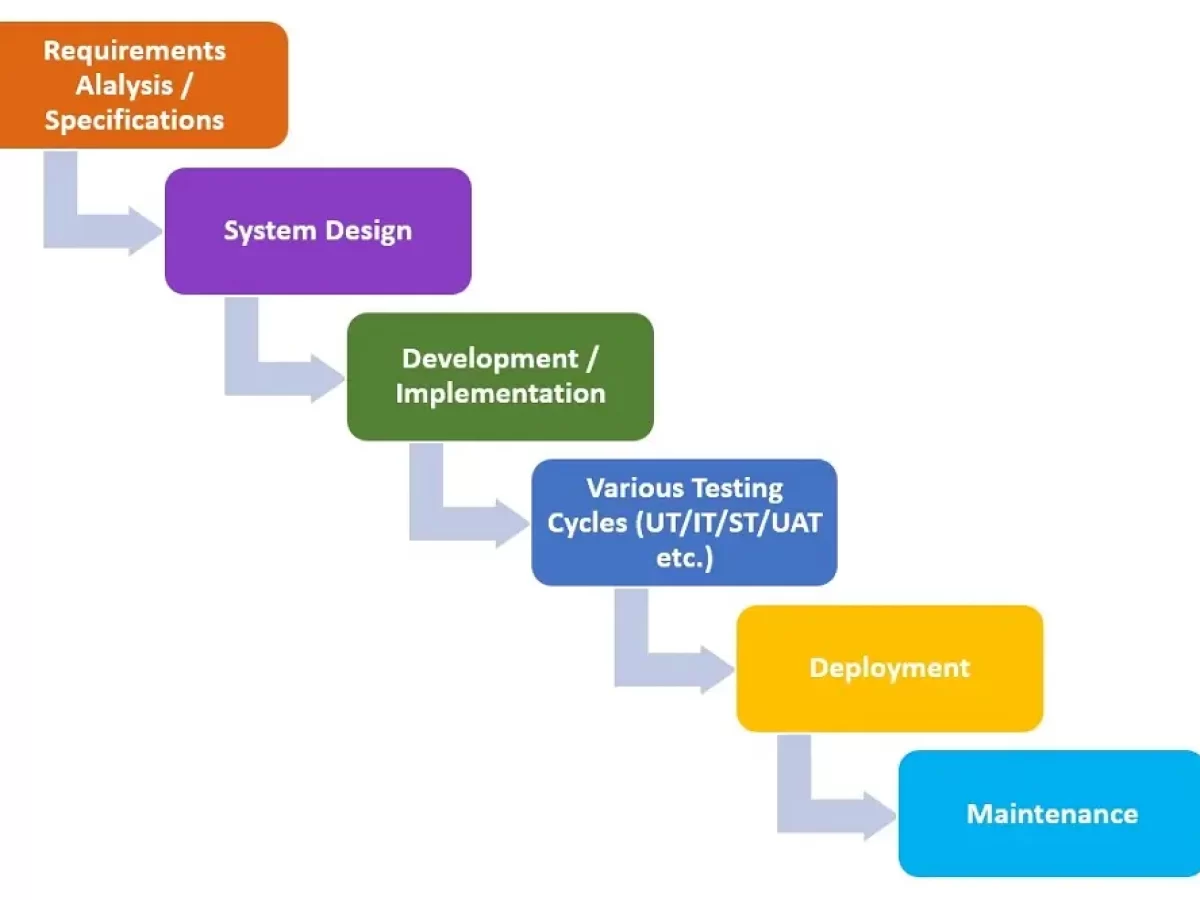 Requirements
Alalysis /
Specifications
System Design
Development /
Implementation
Various Testing
Cycles (UT/IT/ST/UAT
etc.)
Deployment
Maintenance